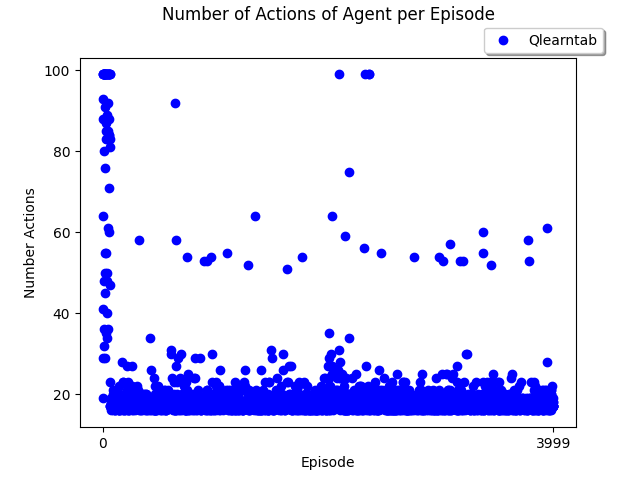 Number of Actions of Agent per Episode
Qlearntab
100
80
60
40
20
Number Actions
0
3999
Episode